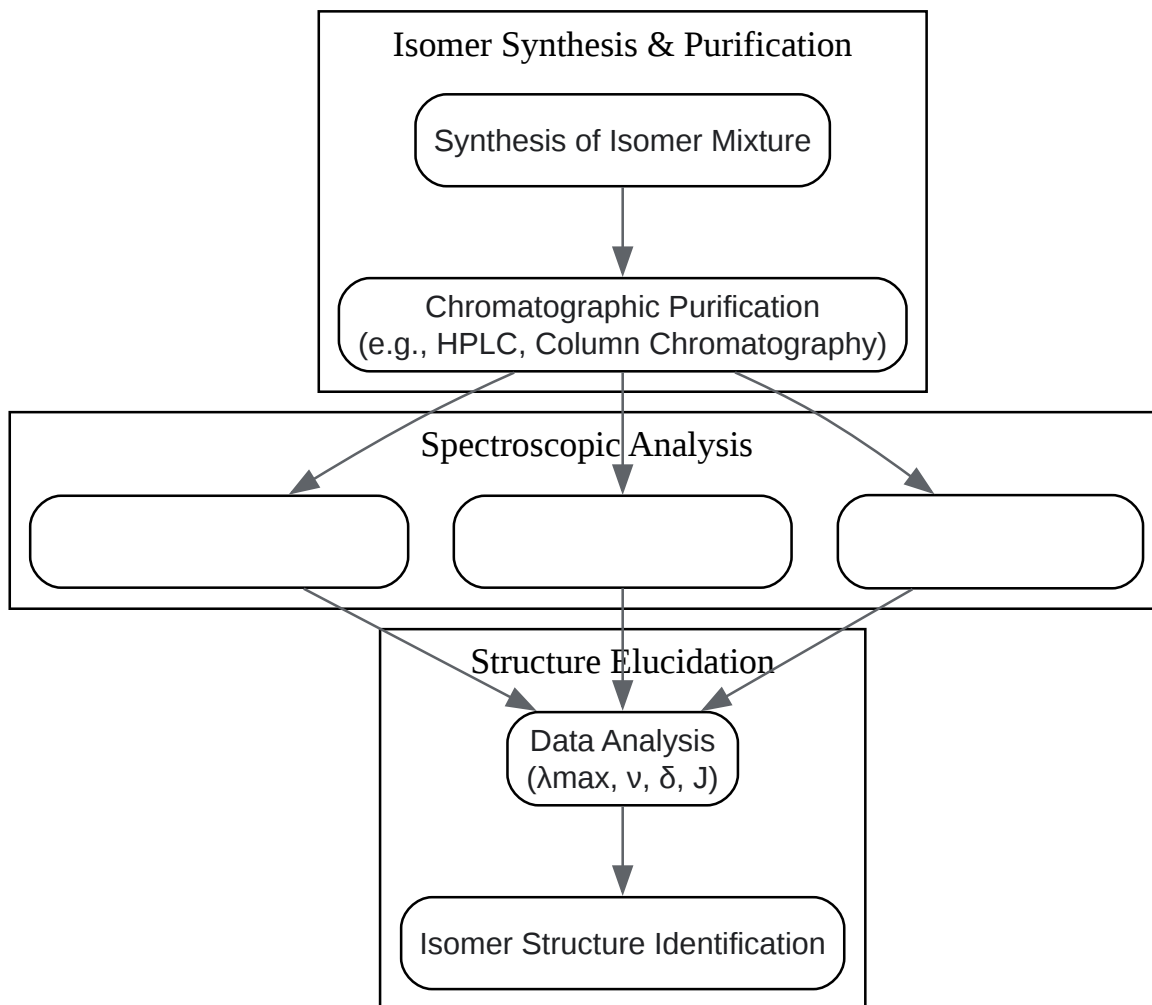 Isomer Synthesis & Purification
Synthesis of Isomer Mixture
Chromatographic Purification
(e.g., HPLC, Column Chromatography)
Spectroscopic Analysis
Structure Elucidation
Data Analysis
(λmax, ν, δ, J)
Isomer Structure Identification